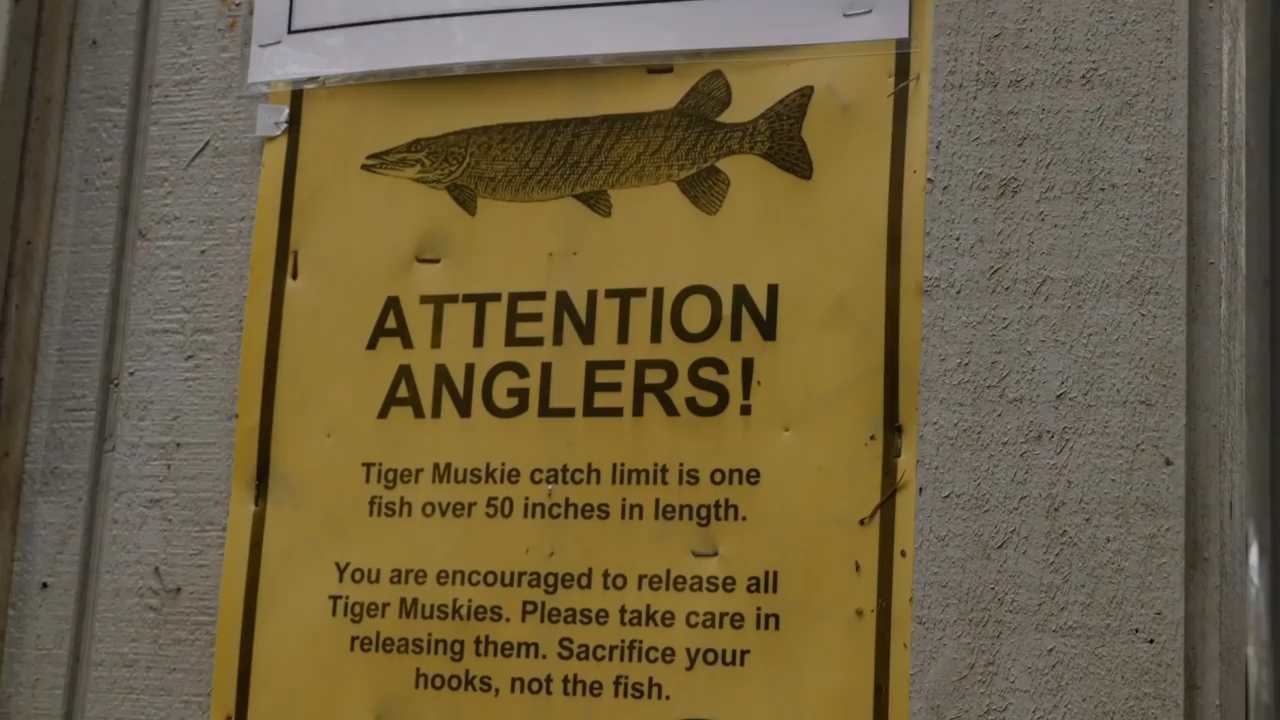 ATTENTION
ANGLERS!
Tiger Muskie catch limit is one
fish over 50 inches in length.
You are encouraged to release all
Tiger Muskies. Please take care in
releasing them. Sacrifice your
hooks, not the fish.